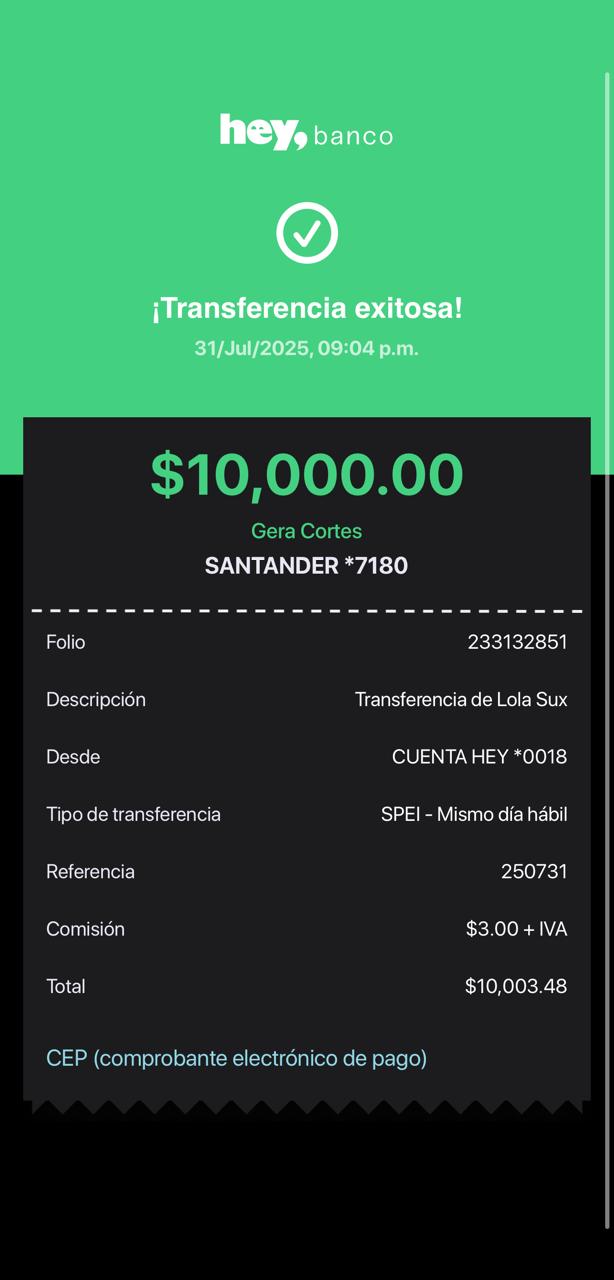 hey, banco
¡Transferencia exitosa!
31/Jul/2025, 09:04 p.m.
$10,000.00
Gera Cortes
SANTANDER *7180
Folio 233132851
Descripción Transferencia de Lola Sux
Desde CUENTA HEY *0018
Tipo de transferencia SPEI - Mismo día hábil
Referencia 250731
Comisión $3.00 + IVA
Total $10,003.48
CEP (comprobante electrónico de pago)